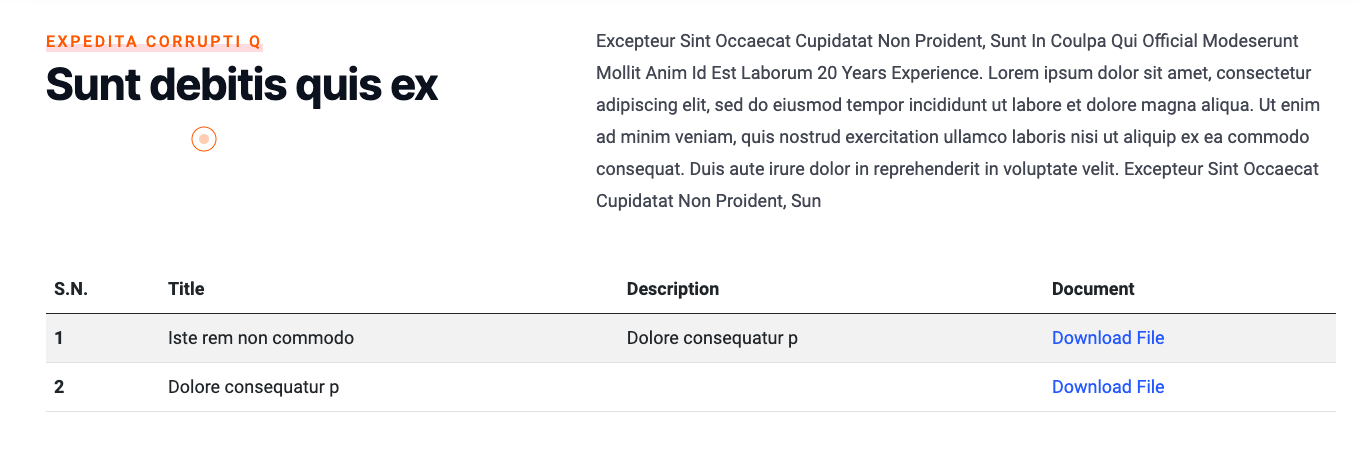 EXPEDITA CORRUPTI Q
Sunt debitis quis ex
Excepteur Sint Occaecat Cupidatat Non Proident, Sunt In Coulpa Qui Official Modeserunt
Mollit Anim Id Est Laborum 20 Years Experience. Lorem ipsum dolor sit amet, consectetur
adipiscing elit, sed do eiusmod tempor incididunt ut labore et dolore magna aliqua. Ut enim
ad minim veniam, quis nostrud exercitation ullamco laboris nisi ut aliquip ex ea commodo
consequat. Duis aute irure dolor in reprehenderit in voluptate velit. Excepteur Sint Occaecat
Cupidatat Non Proident, Sun
S.N. Title Description Document
1 Iste rem non commodo Dolore consequatur p Download File
2 Dolore consequatur p Download File